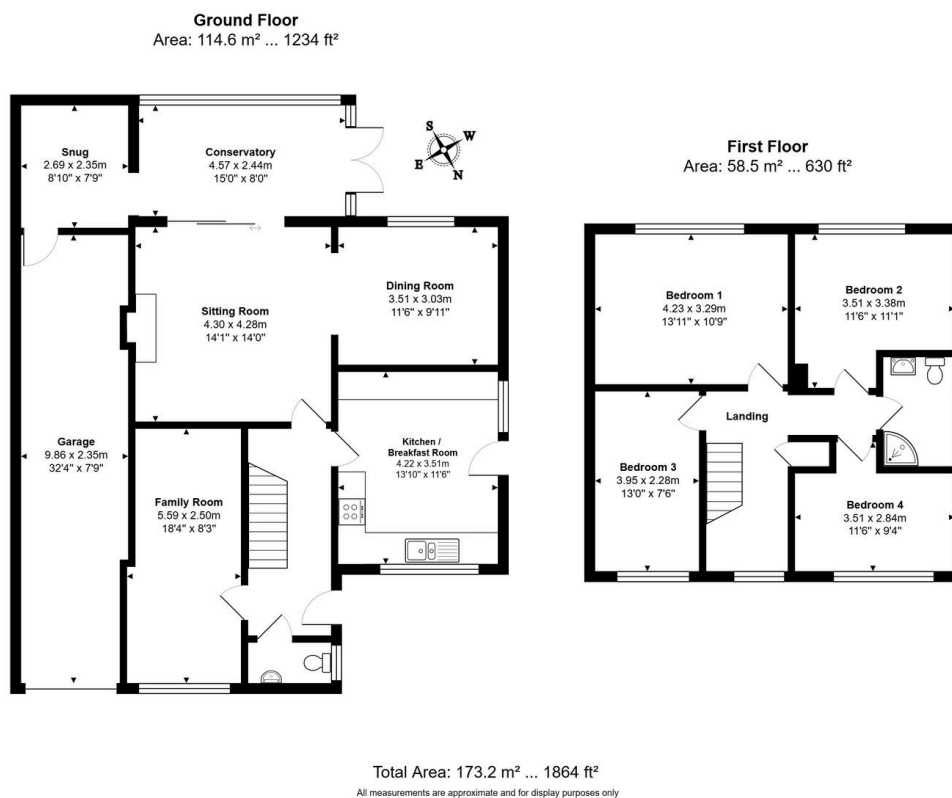 Ground Floor
Area: 114.6 m² ... 1234 ft²
Snug
2.69 x 2.35m
8'10" x 7'9"
Conservatory
4.57 x 2.44m
15'0" x 8'0"
S
W
E
N
Sitting Room
4.30 x 4.28m
14'1" x 14'0"
Dining Room
3.51 x 3.03m
11'6" x 9'11"
Garage
9.86 x 2.35m
32'4" x 7'9"
Family Room
5.59 x 2.50m
18'4" x 8'3"
Kitchen /
Breakfast Room
4.22 x 3.51m
13'10" x 11'6"
First Floor
Area: 58.5 m² ... 630 ft²
Bedroom 1
4.23 x 3.29m
13'11" x 10'9"
Bedroom 2
3.51 x 3.38m
11'6" x 11'1"
Landing
Bedroom 3
3.95 x 2.28m
13'0" x 7'6"
Bedroom 4
3.51 x 2.84m
11'6" x 9'4"
Total Area: 173.2 m² ... 1864 ft²
All measurements are approximate and for display purposes only